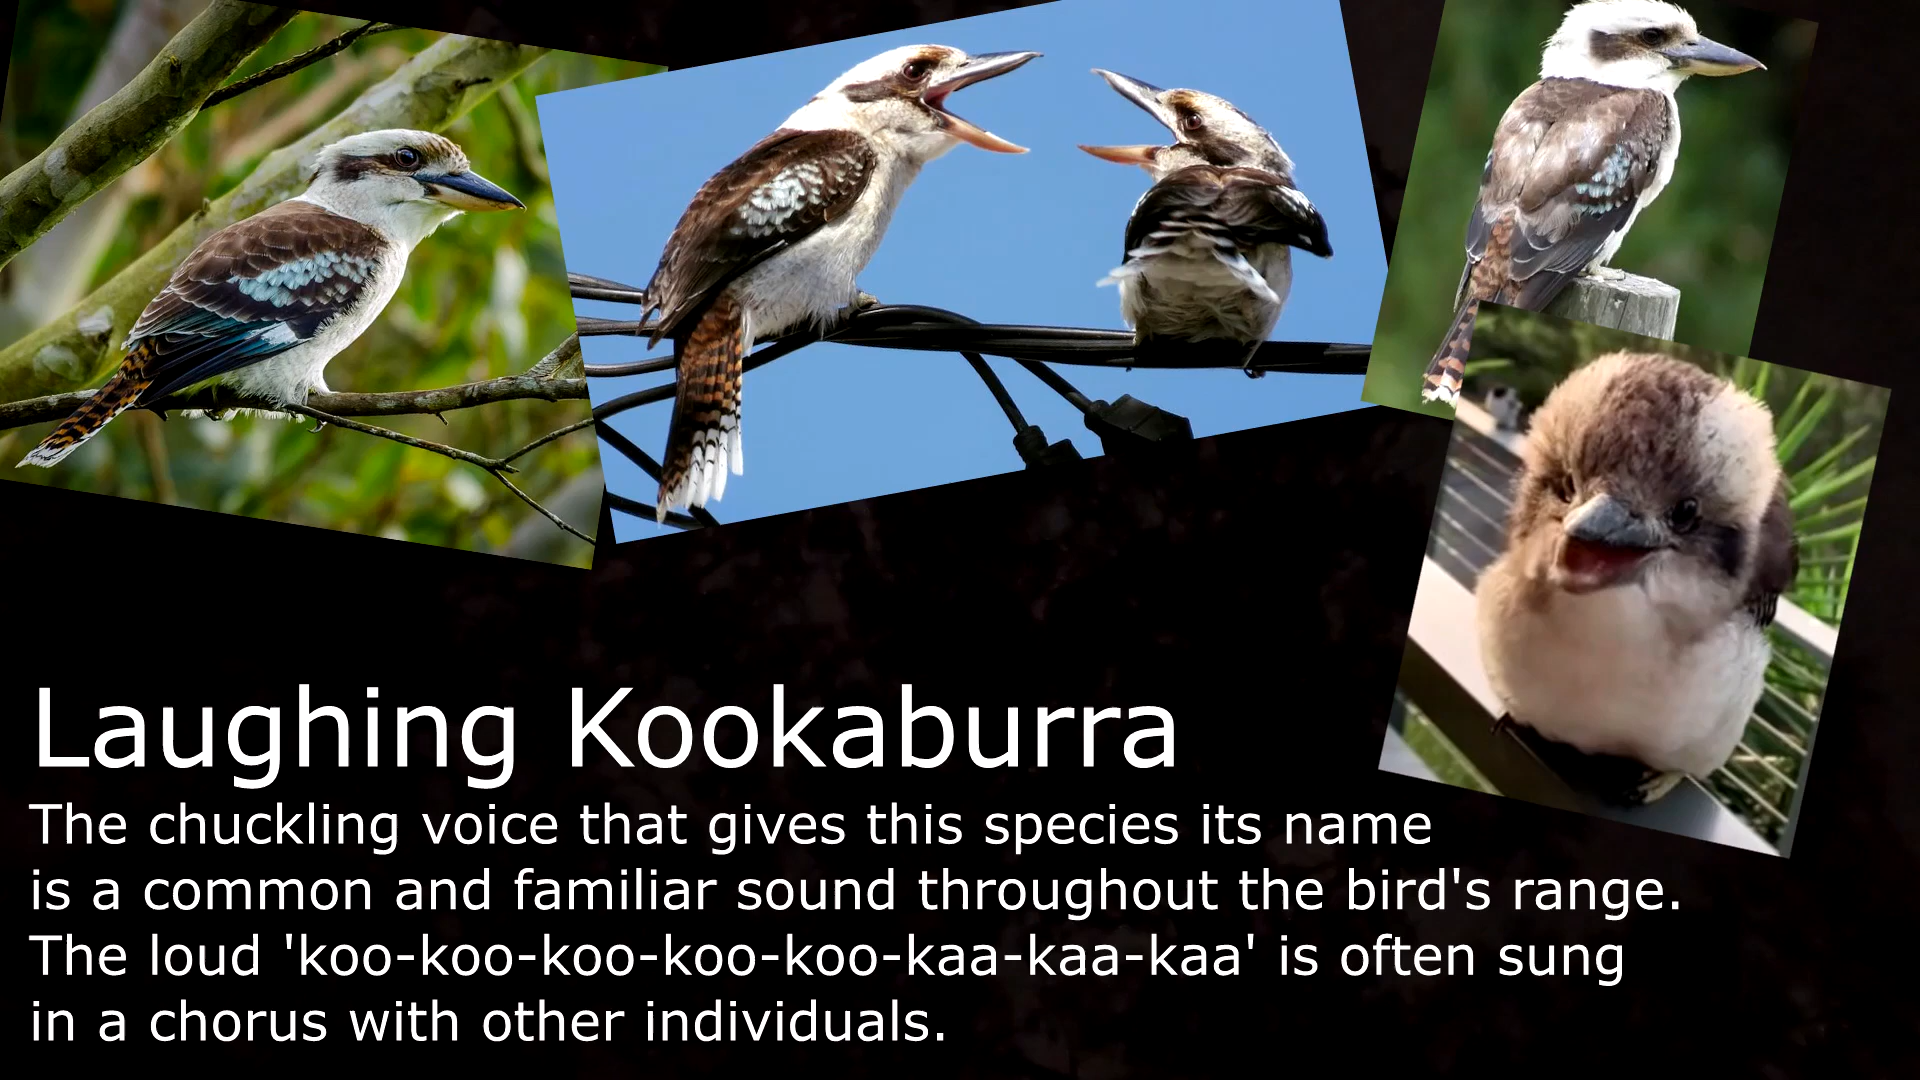 Laughing Kookaburra
The chuckling voice that gives this species its name
is a common and familiar sound throughout the bird's range.
The loud 'koo-koo-koo-koo-koo-kaa-kaa-kaa' is often sung
in a chorus with other individuals.